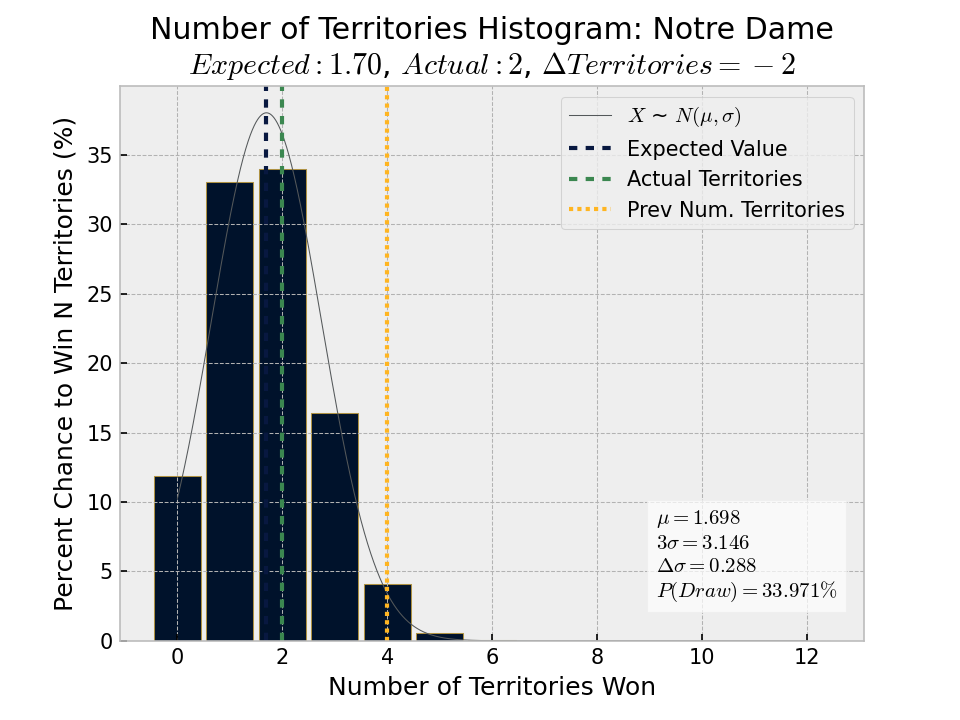 Number of Territories Histogram: Notre Dame
Expected : 1.70, Actual : 2, ΔTerritories = −2
X ~ N(μ, σ)
Expected Value
Actual Territories
Prev Num. Territories
Percent Chance to Win N Territories (%)
35
30
25
20
15
10
5
0
μ = 1.698
3σ = 3.146
Δσ = 0.288
P(Draw) = 33.971%
0 2 4 6 8 10 12
Number of Territories Won